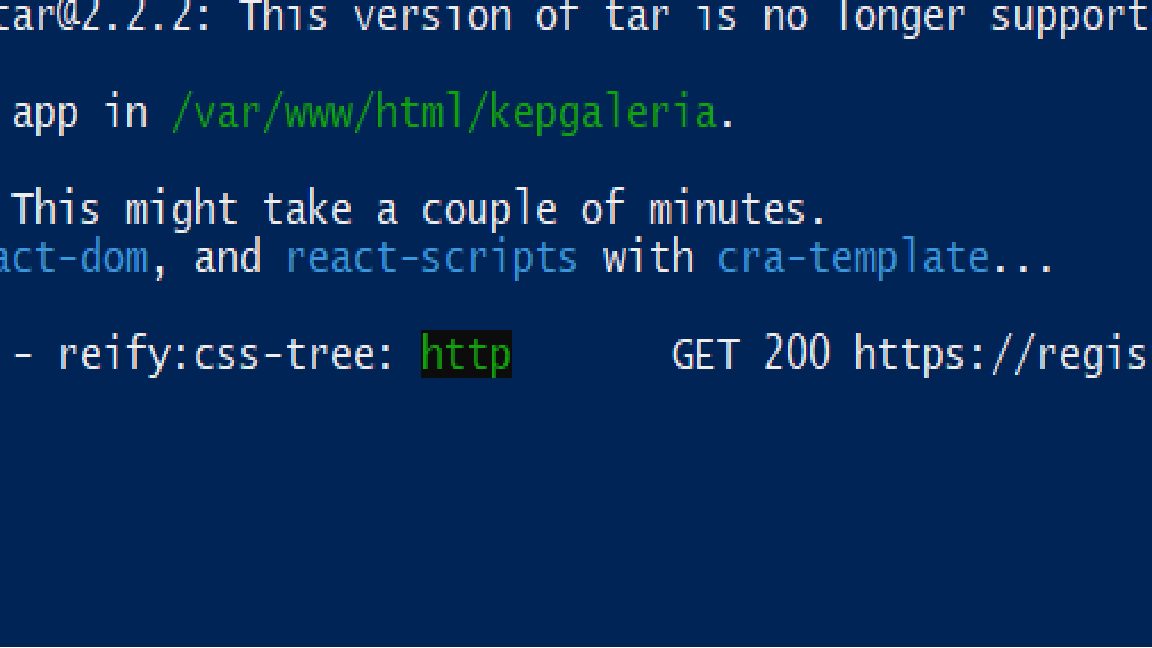 tar@2.2.2: This version of tar is no longer support
app in /var/www/html/kepgaleria.
This might take a couple of minutes.
act-dom, and react-scripts with cra-template...
- reify:css-tree: http GET 200 https://regis